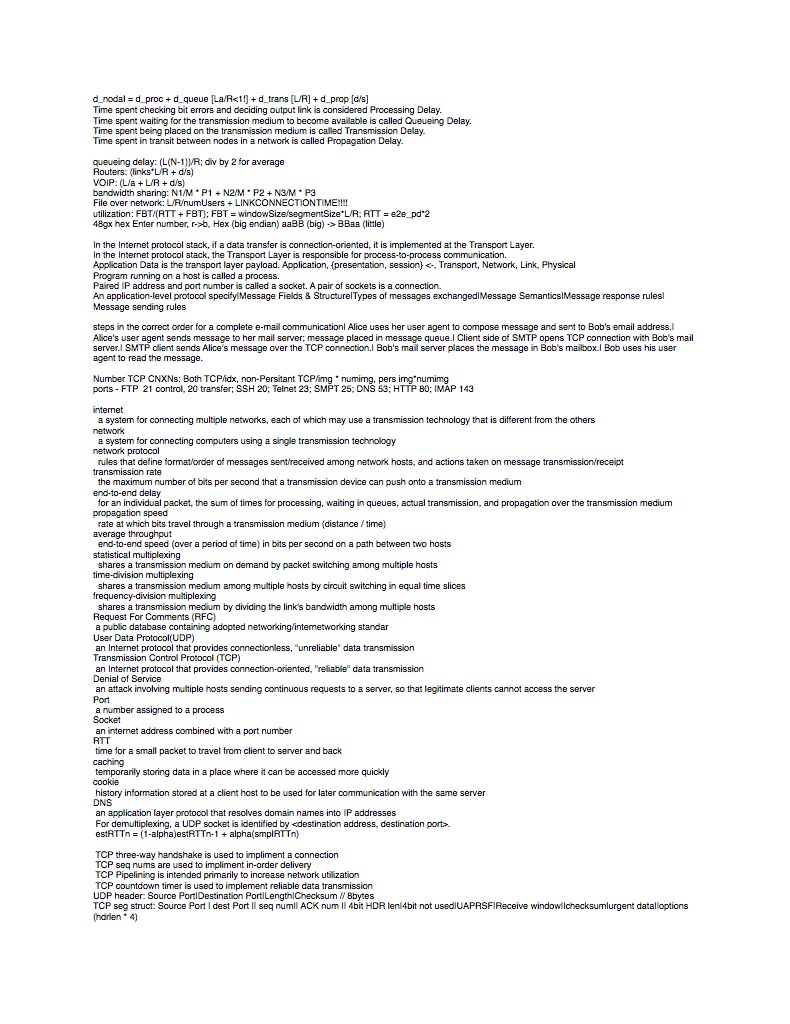 d_nodal = d_proc + d_queue [La/R<1!] + d_trans [L/R] + d_prop [d/s]
Time spent checking bit errors and deciding output link is considered Processing Delay.
Time spent waiting for the transmission medium to become available is called Queueing Delay.
Time spent being placed on the transmission medium is called Transmission Delay.
Time spent in transit between nodes in a network is called Propagation Delay.
queueing delay: (L(N-1))/R; div by 2 for average
Routers: (links*L/R + d/s)
VOIP: (L/a + L/R + d/s)
bandwidth sharing: N1/M * P1 + N2/M * P2 + N3/M * P3
File over network: L/R/numUsers + LINKCONNECTIONTIME!!!!
utilization: FBT/(RTT + FBT); FBT = windowSize/segmentSize*L/R; RTT = e2e_pd*2
48gx hex Enter number, r->b, Hex (big endian) aaBB (big) -> BBaa (little)
In the Internet protocol stack, if a data transfer is connection-oriented, it is implemented at the Transport Layer.
In the Internet protocol stack, the Transport Layer is responsible for process-to-process communication.
Application Data is the transport layer payload. Application, {presentation, session} <-, Transport, Network, Link, Physical
Program running on a host is called a process.
Paired IP address and port number is called a socket. A pair of sockets is a connection.
An application-level protocol specify|Message Fields & Structure|Types of messages exchanged|Message Semantics|Message response rules|
Message sending rules
steps in the correct order for a complete e-mail communication| Alice uses her user agent to compose message and sent to Bob's email address.|
Alice's user agent sends message to her mail server; message placed in message queue.| Client side of SMTP opens TCP connection with Bob's mail
server.| SMTP client sends Alice's message over the TCP connection.| Bob's mail server places the message in Bob's mailbox.| Bob uses his user
agent to read the message.
Number TCP CNXNs: Both TCP/idx, non-Persitant TCP/img * numimg, pers img*numimg
ports - FTP  21 control, 20 transfer; SSH 20; Telnet 23; SMPT 25; DNS 53; HTTP 80; IMAP 143
internet
a system for connecting multiple networks, each of which may use a transmission technology that is different from the others
network
a system for connecting computers using a single transmission technology
network protocol
rules that define format/order of messages sent/received among network hosts, and actions taken on message transmission/receipt
transmission rate
the maximum number of bits per second that a transmission device can push onto a transmission medium
end-to-end delay
for an individual packet, the sum of times for processing, waiting in queues, actual transmission, and propagation over the transmission medium
propagation speed
rate at which bits travel through a transmission medium (distance / time)
average throughput
end-to-end speed (over a period of time) in bits per second on a path between two hosts
statistical multiplexing
shares a transmission medium on demand by packet switching among multiple hosts
time-division multiplexing
shares a transmission medium among multiple hosts by circuit switching in equal time slices
frequency-division multiplexing
shares a transmission medium by dividing the link's bandwidth among multiple hosts
Request For Comments (RFC)
a public database containing adopted networking/internetworking standar
User Data Protocol(UDP)
an Internet protocol that provides connectionless, "unreliable" data transmission
Transmission Control Protocol (TCP)
an Internet protocol that provides connection-oriented, "reliable" data transmission
Denial of Service
an attack involving multiple hosts sending continuous requests to a server, so that legitimate clients cannot access the server
Port
a number assigned to a process
Socket
an internet address combined with a port number
RTT
time for a small packet to travel from client to server and back
caching
temporarily storing data in a place where it can be accessed more quickly
cookie
history information stored at a client host to be used for later communication with the same server
DNS
an application layer protocol that resolves domain names into IP addresses
For demultiplexing, a UDP socket is identified by <destination address, destination port>.
estRTTn = (1-alpha)estRTTn-1 + alpha(smplRTTn)
TCP three-way handshake is used to impliment a connection
TCP seq nums are used to impliment in-order delivery
TCP Pipelining is intended primarily to increase network utilization
TCP countdown timer is used to implement reliable data transmission
UDP header: Source Port|Destination Port|Length|Checksum // 8bytes
TCP seg struct: Source Port | dest Port || seq num|| ACK num || 4bit HDR len|4bit not used|UAPRSF|Receive window||checksum|urgent data||options
(hdrlen * 4)